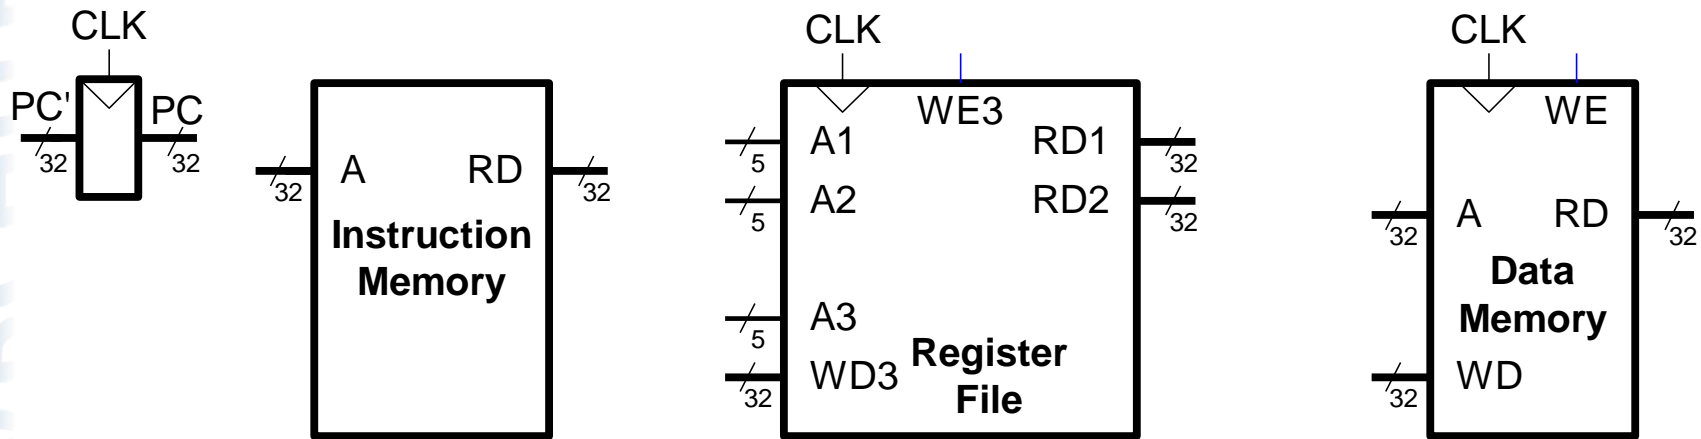 CLK
PC'
PC
32
32
A
RD
32
32
Instruction
Memory
CLK
WE3
A1
RD1
5
32
A2
RD2
5
32
A3
5
WD3
32
Register
File
CLK
WE
A
RD
32
32
Data
Memory
WD
32